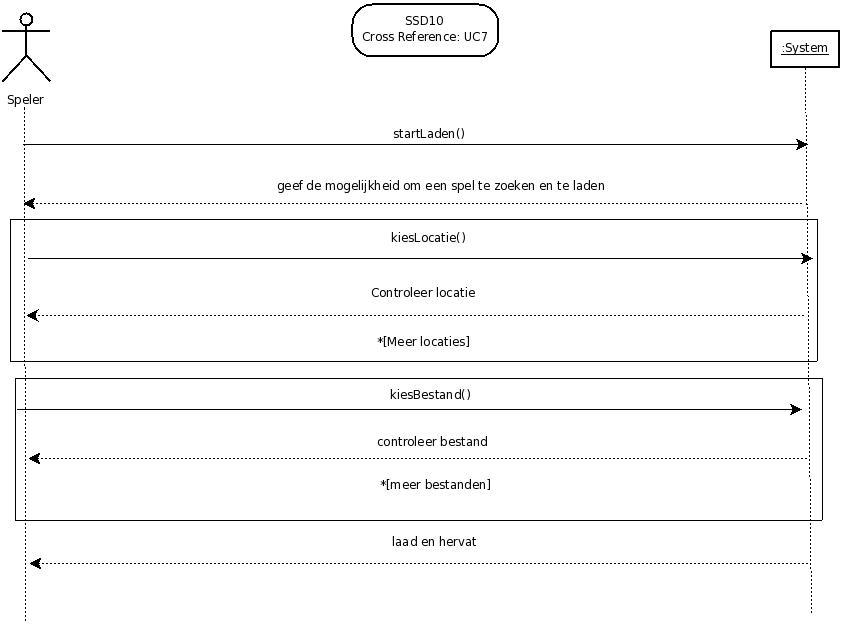 SSD10
Cross Reference: UC7
:System
Speler
startLaden()
geef de mogelijkheid om een spel te zoeken en te laden
kiesLocatie()
Controleer locatie
*[Meer locaties]
kiesBestand()
controleer bestand
*[meer bestanden]
laad en hervat